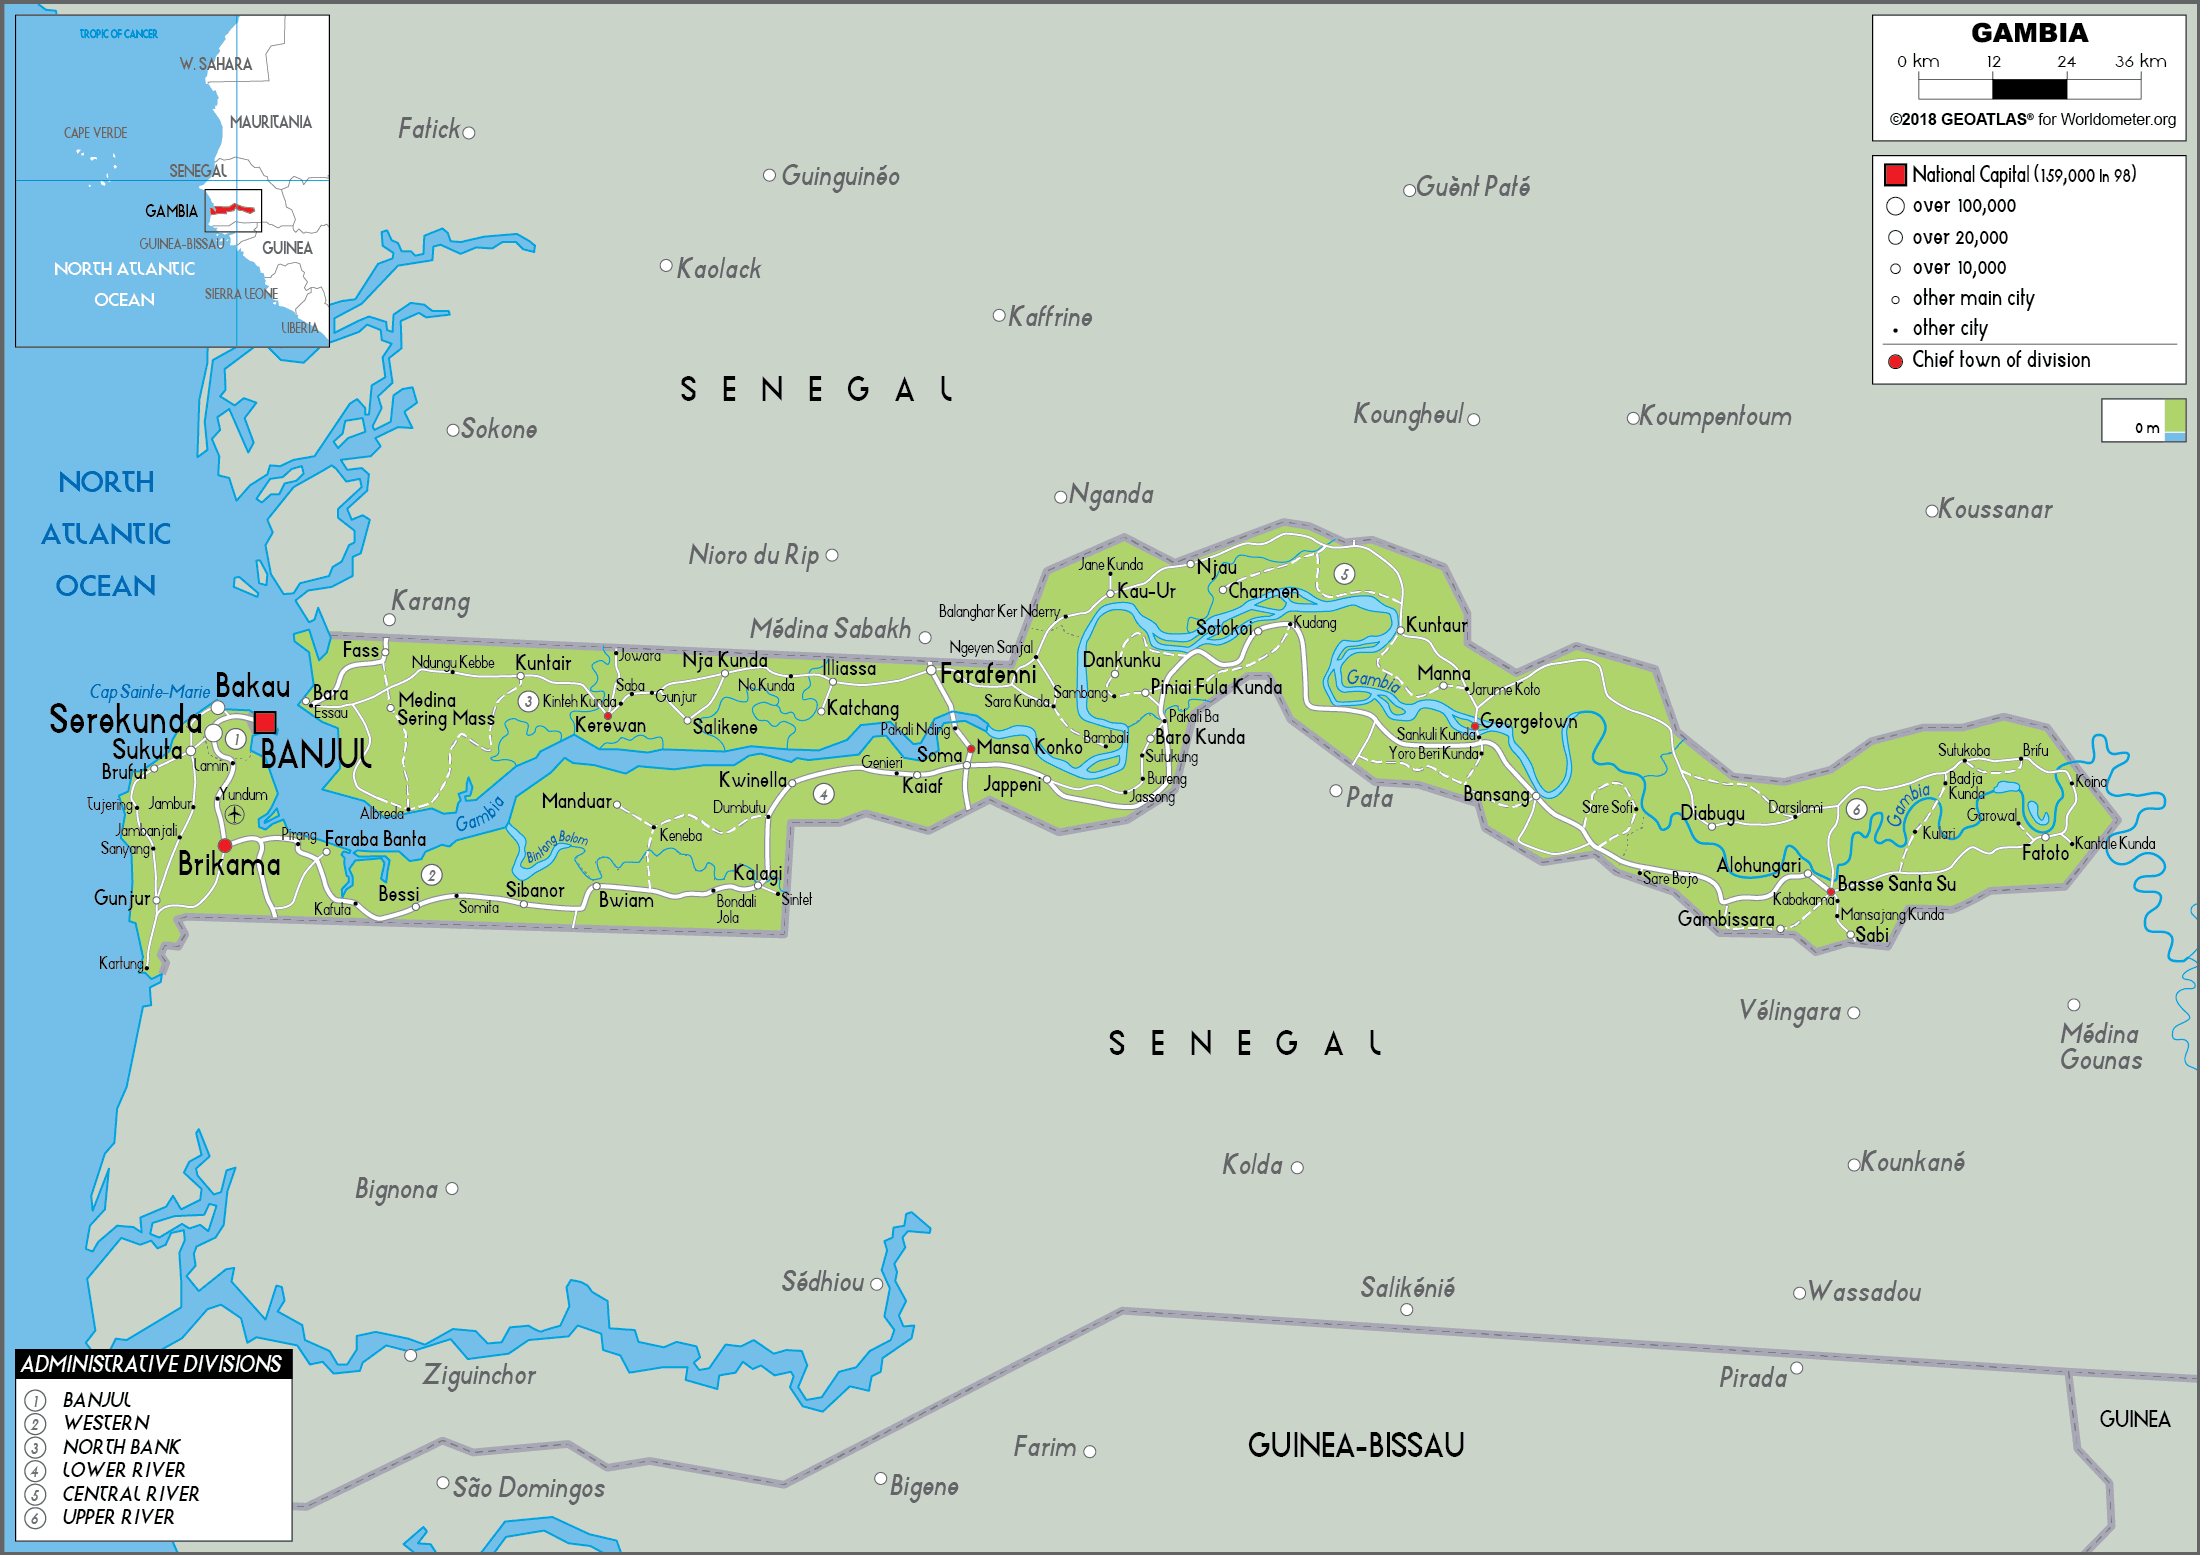 TROPIC OF CANCER
W. SAHARA
MAURITANIA
CAPE VERDE
SENEGAL
GAMBIA
GUINEA-BISSAU
GUINEA
NORTH ATLANTIC
OCEAN
SIERRA LEONE
LIBERIA
GAMBIA
0 km 12 24 36 km
©2018 GEOATLAS® for Worldometer.org
National Capital (159,000 In 98)
over 100,000
over 20,000
over 10,000
other main city
other city
Chief town of division
0 m
Fatick
Guinguinéo
Guènt Paté
Kaolack
Kaffrine
SENEGAL
Sokone
Koungheul
Koumpentoum
NORTH
ATLANTIC
OCEAN
Nganda
Koussanar
Nioro du Rip
Karang
Médina Sabakh
Jane Kunda
Njau
5
Kau-Ur
Charmen
Balanghar Ker Nderry
Sotokoi
Kudang
Kuntaur
Fass
Ndungu Kebbe
Kuntair
Jowara
Nja Kunda
Illiassa
Ngeyen Sanjal
Dankunku
Farafenni
Manna
Gambia
Jarume Koto
Cap Sainte-Marie
Bakau
Bara
Essau
Medina
Sering Mass
3
Kinteh Kunda
Saba
Gunjur
No Kunda
Katchang
Sara Kunda
Sambang
Piniai Fula Kunda
Serekunda
Kerewan
Salikene
Pakali Nding
Pakali Ba
Georgetown
Sankuli Kunda
Yoro Beri Kunda
1
Sukuta
BANJUL
Soma
Mansa Konko
Bambali
Baro Kunda
Sutukung
Brufut
Lamin
Genieri
Kaiaf
Kwinella
4
Jappeni
Bureng
Jassong
Tujering
Jambur
Yundum
Albreda
Gambia
Manduar
Dumbutu
Pata
Bansang
Sare Sofi
Diabugu
Darsilami
6
Gambia
Sutukoba
Brifu
Badja
Kunda
Koina
Garowal
Kulari
Fatoto
Kantale Kunda
Jambanjali
Sanyang
Pirang
Faraba Banta
Keneba
Bintang Bolom
Brikama
2
Kalagi
Alohungari
Basse Santa Su
Sare Bojo
Kabakama
Mansajang Kunda
Gambissara
Sabi
Gunjur
Kafuta
Bessi
Somita
Sibanor
Bwiam
Bondali
Jola
Sintet
Kartung
SENEGAL
Vélingara
Médina
Gounas
Bignona
Kolda
Kounkané
Sédhiou
Salikénié
Wassadou
Ziguinchor
Pirada
GUINEA
Farim
GUINEA-BISSAU
São Domingos
Bigene
ADMINISTRATIVE DIVISIONS
1 BANJUL
2 WESTERN
3 NORTH BANK
4 LOWER RIVER
5 CENTRAL RIVER
6 UPPER RIVER